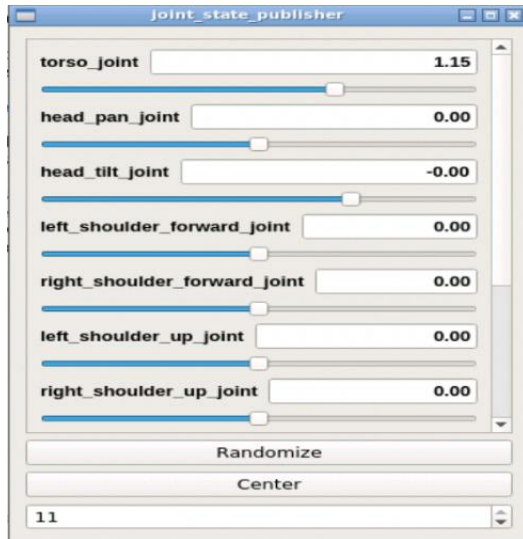 joint_state_publisher
torso_joint 1.15
head_pan_joint 0.00
head_tilt_joint -0.00
left_shoulder_forward_joint 0.00
right_shoulder_forward_joint 0.00
left_shoulder_up_joint 0.00
right_shoulder_up_joint 0.00
Randomize
Center
11